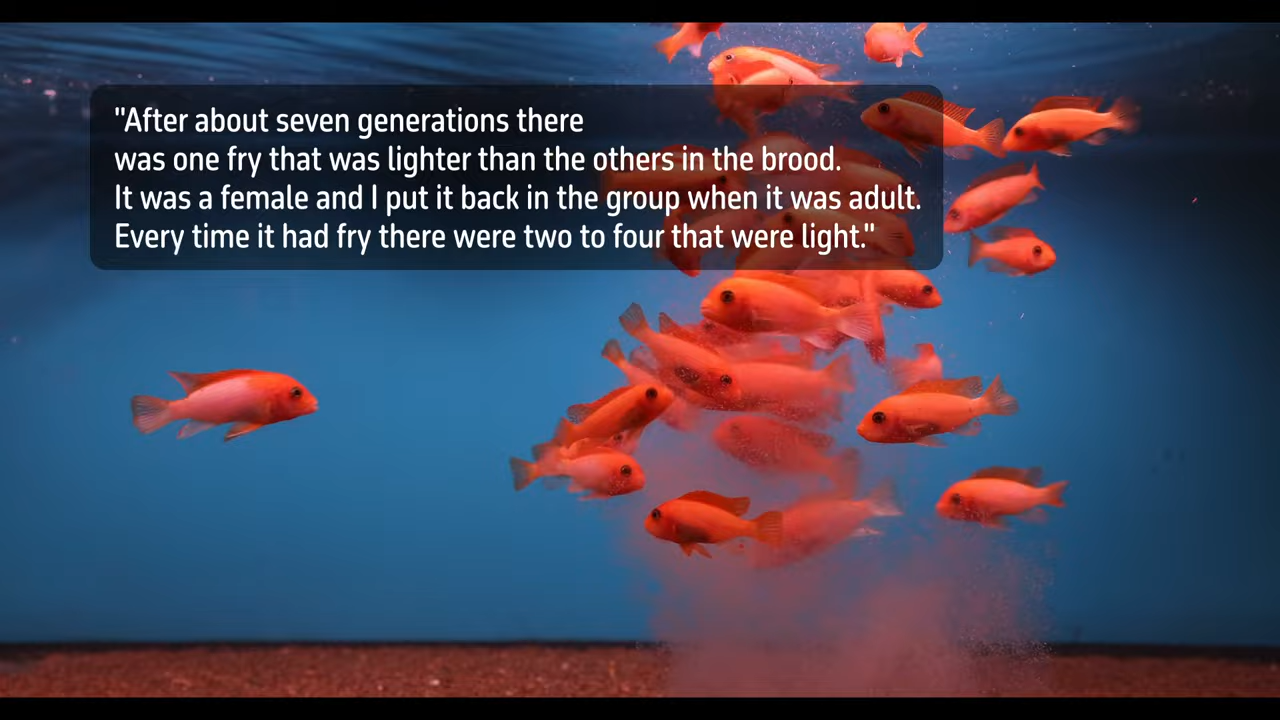 "After about seven generations there
was one fry that was lighter than the others in the brood.
It was a female and I put it back in the group when it was adult.
Every time it had fry there were two to four that were light."